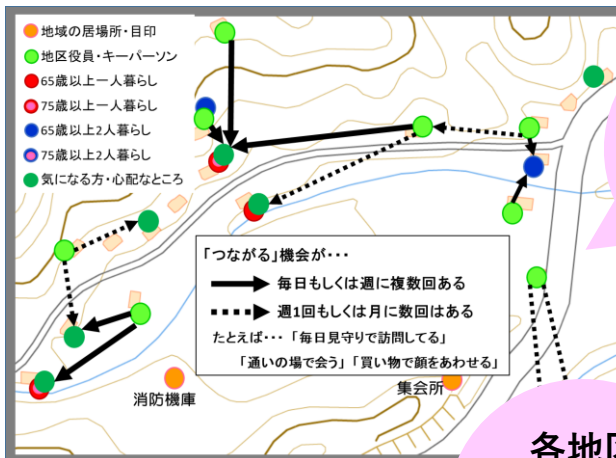 地域の居場所・目印
地区役員・キーパーソン
65歳以上一人暮らし
75歳以上一人暮らし
65歳以上2人暮らし
75歳以上2人暮らし
気になる方・心配なところ
「つながる」機会が・・・
毎日もしくは週に複数回ある
週1回もしくは月に数回はある
たとえば・・・「毎日見守りで訪問してる」
「通いの場で会う」「買い物で顔をあわせる」
消防機庫
集会所
各地区